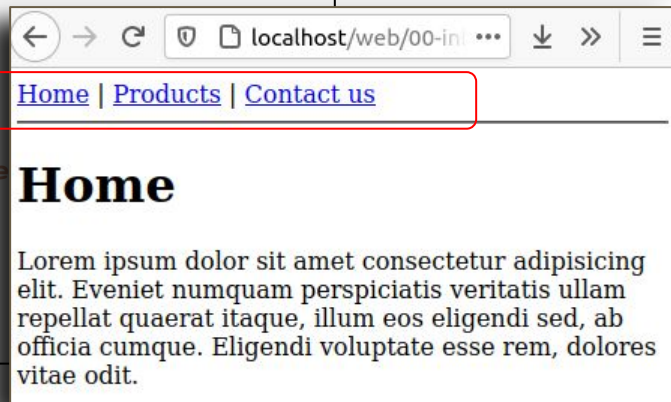 localhost/web/00-in
Home | Products | Contact us
Home
Lorem ipsum dolor sit amet consectetur adipisicing
elit. Eveniet numquam perspiciatis veritatis ullam
repellat quaerat itaque, illum eos eligendi sed, ab
officia cumque. Eligendi voluptate esse rem, dolores
vitae odit.